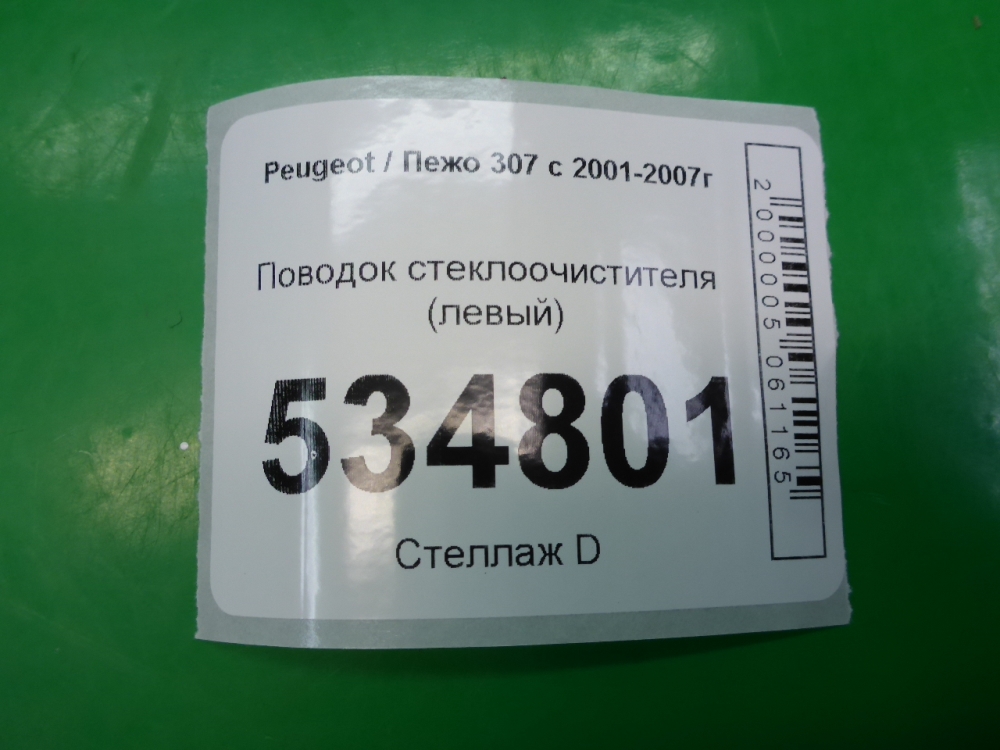 Peugeot / Пежо 307 с 2001-2007г
Поводок стеклоочистителя
(левый)
534801
Стеллаж D
2000005061165